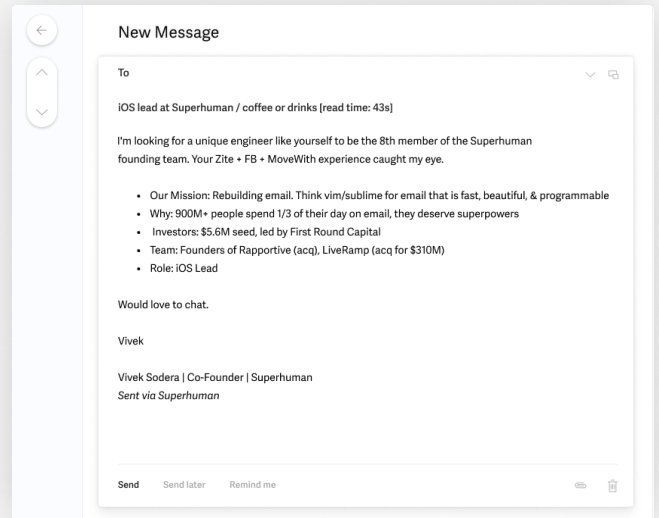 New Message
To
iOS lead at Superhuman / coffee or drinks [read time: 43s]
I'm looking for a unique engineer like yourself to be the 8th member of the Superhuman
founding team. Your Zite + FB + MoveWith experience caught my eye.
• Our Mission: Rebuilding email. Think vim/sublime for email that is fast, beautiful, & programmable
• Why: 900M+ people spend 1/3 of their day on email, they deserve superpowers
• Investors: $5.6M seed, led by First Round Capital
• Team: Founders of Rapportive (acq), LiveRamp (acq for $310M)
• Role: iOS Lead
Would love to chat.
Vivek
Vivek Sodera | Co-Founder | Superhuman
Sent via Superhuman
Send Send later Remind me